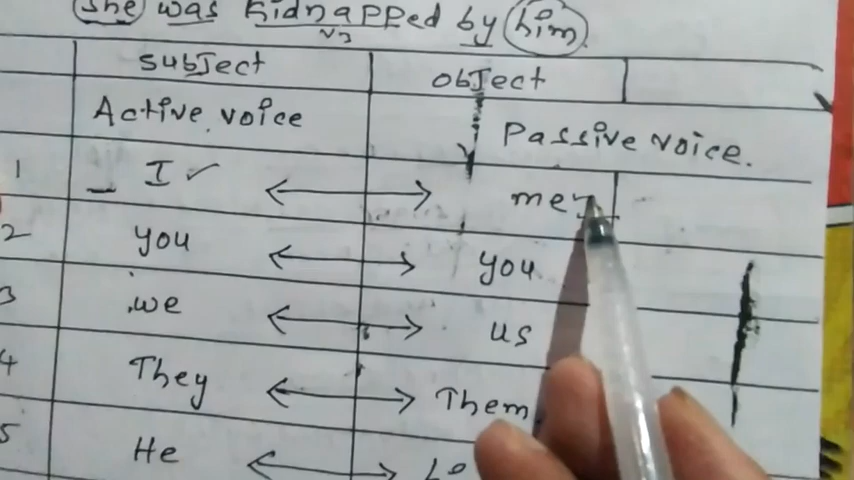 She was kidnapped by him.
V3
subject object
Active voice Passive voice.
1 I ✓ me
2 you you
3 we us
4 They Them
5 He